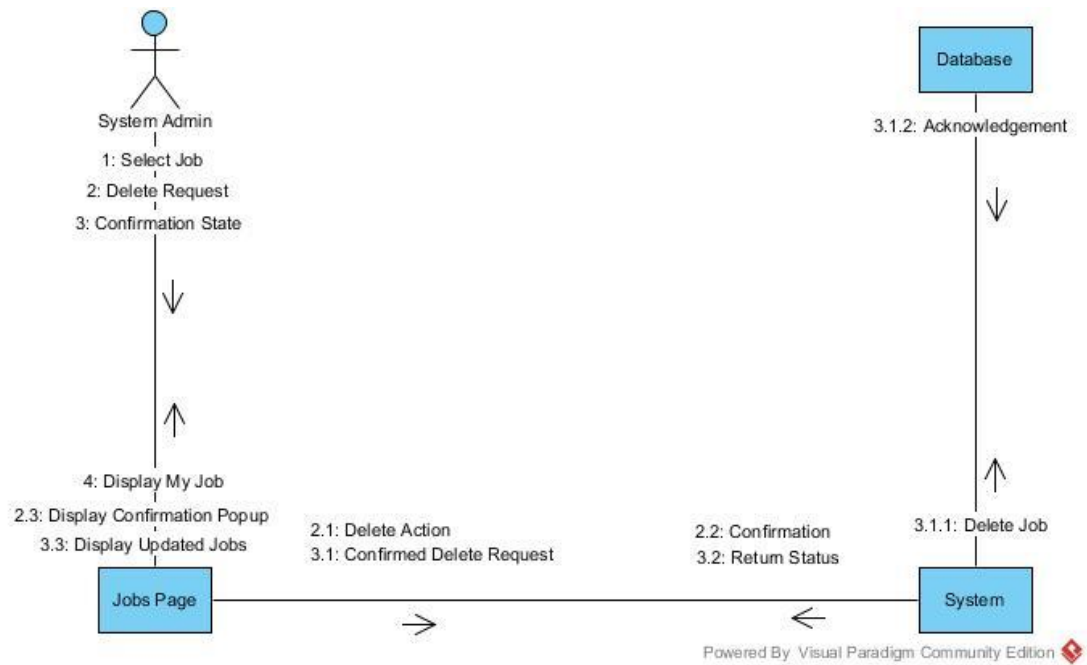 System Admin
1: Select Job
2: Delete Request
3: Confirmation State
Database
3.1.2: Acknowledgement
4: Display My Job
2.3: Display Confirmation Popup
3.3: Display Updated Jobs
2.1: Delete Action
3.1: Confirmed Delete Request
2.2: Confirmation
3.2: Return Status
3.1.1: Delete Job
Jobs Page
System
Powered By Visual Paradigm Community Edition